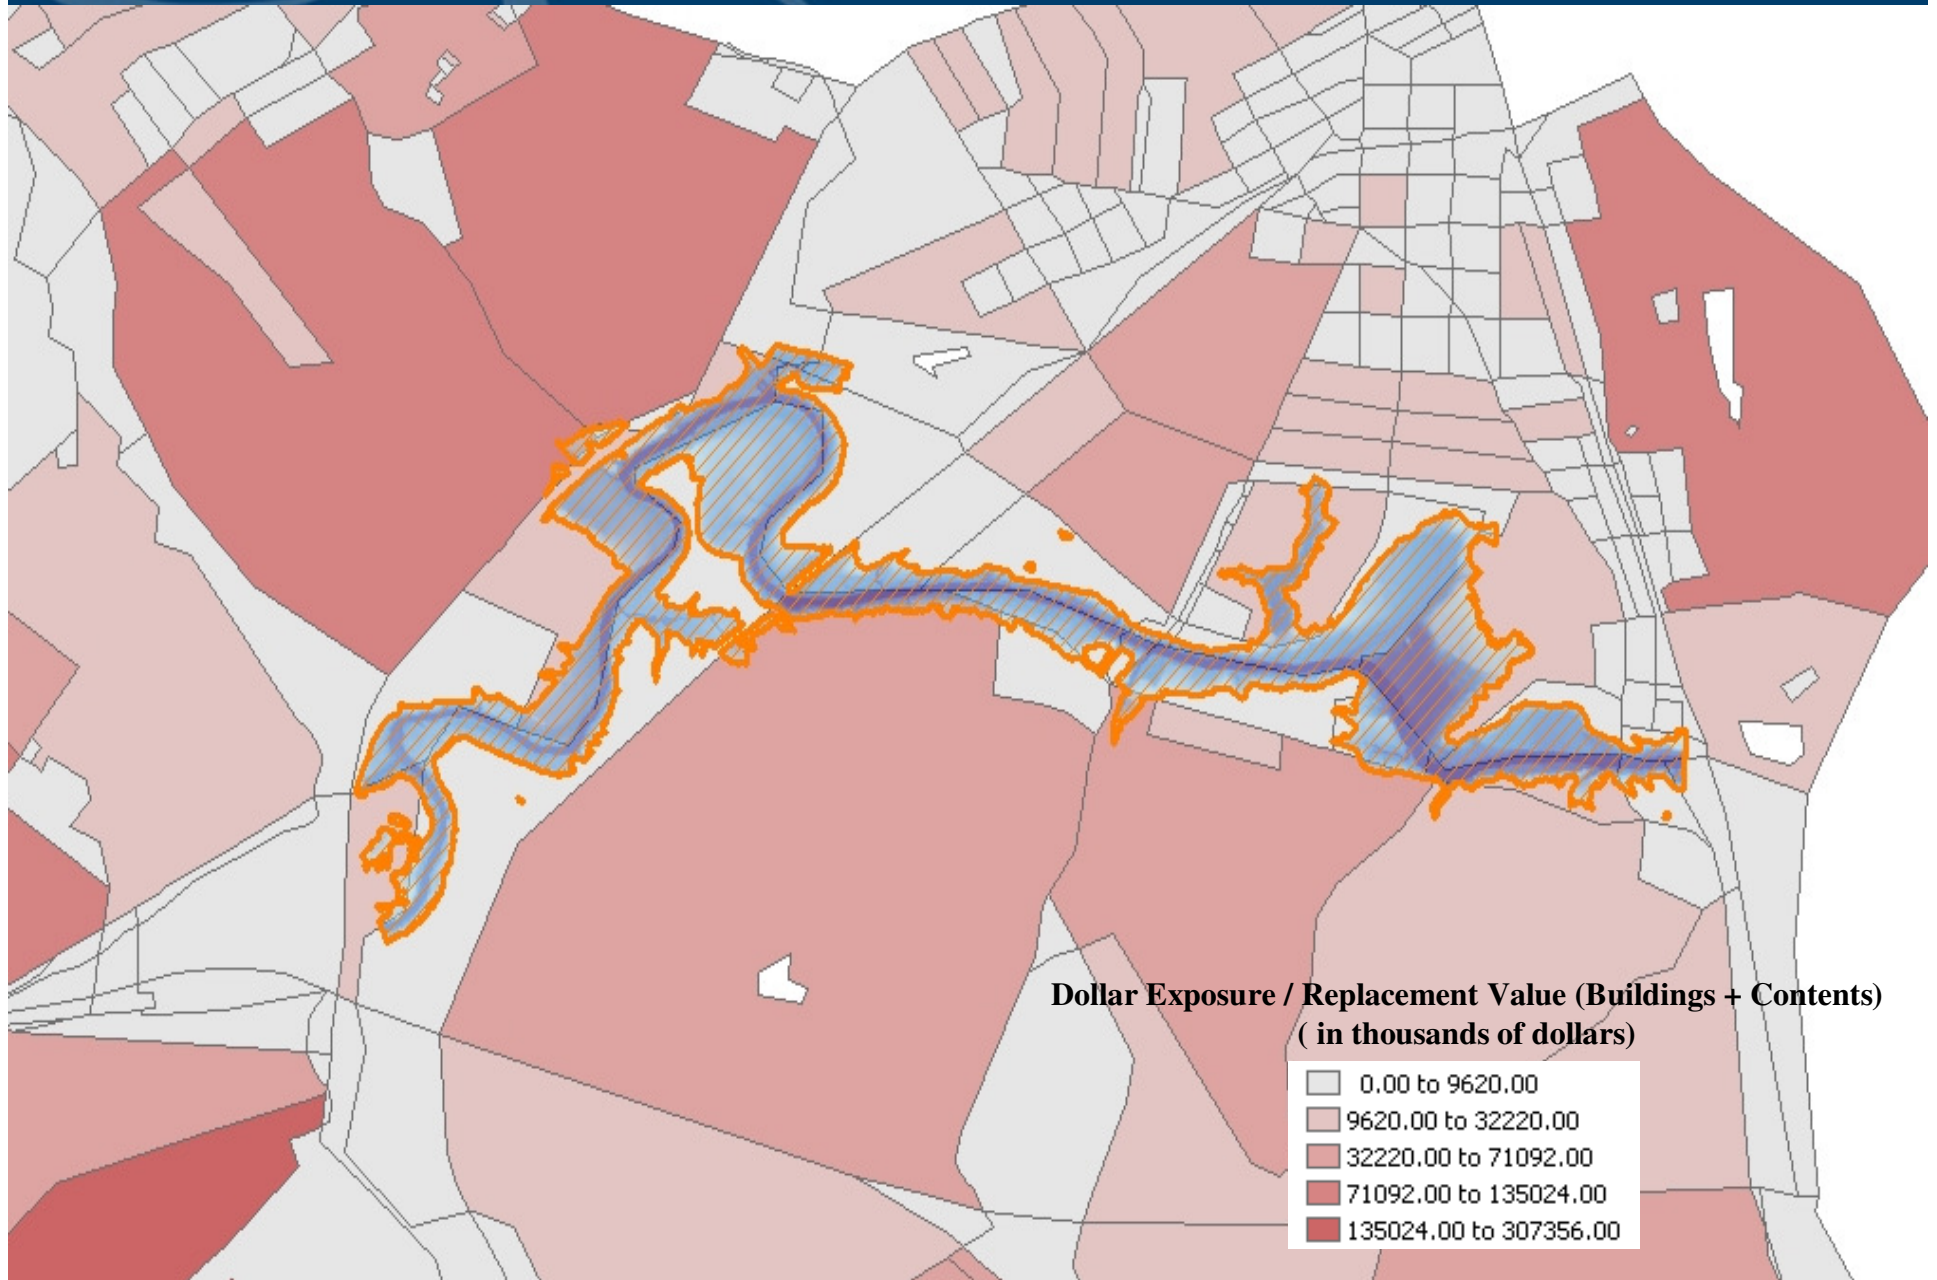 Dollar Exposure / Replacement Value (Buildings + Contents)
( in thousands of dollars)
0.00 to 9620.00
9620.00 to 32220.00
32220.00 to 71092.00
71092.00 to 135024.00
135024.00 to 307356.00